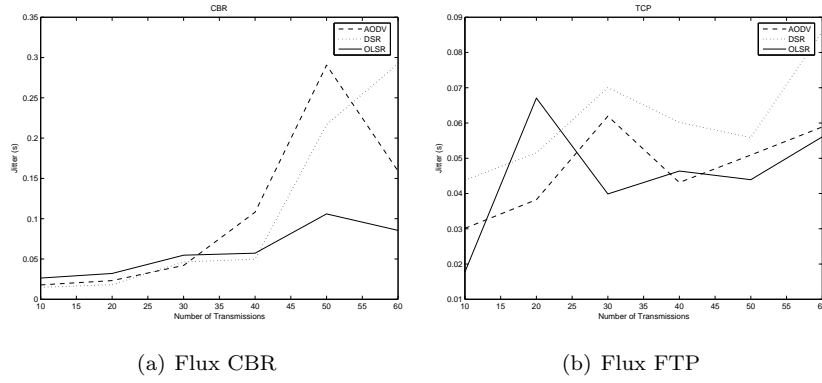 CBR
0.35
0.3
0.25
0.2
0.15
0.1
0.05
0
Jitter (s)
10 15 20 25 30 35 40 45 50 55 60
Number of Transmissions
AODV
DSR
OLSR
(a) Flux CBR
TCP
0.09
0.08
0.07
0.06
0.05
0.04
0.03
0.02
0.01
Jitter (s)
10 15 20 25 30 35 40 45 50 55 60
Number of Transmissions
AODV
DSR
OLSR
(b) Flux FTP